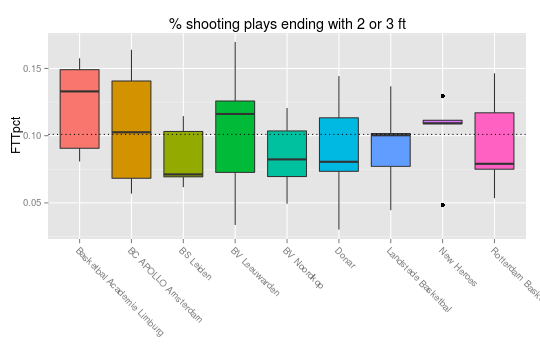 % shooting plays ending with 2 or 3 ft
FTTpct
0.15
0.10
0.05
Basketbal Academie Limburg
BC APOLLO Amsterdam
BS Leiden
BV Leeuwarden
BV Noordkop
Donar
Landstede Basketbal
New Heroes
Rotterdam Bask